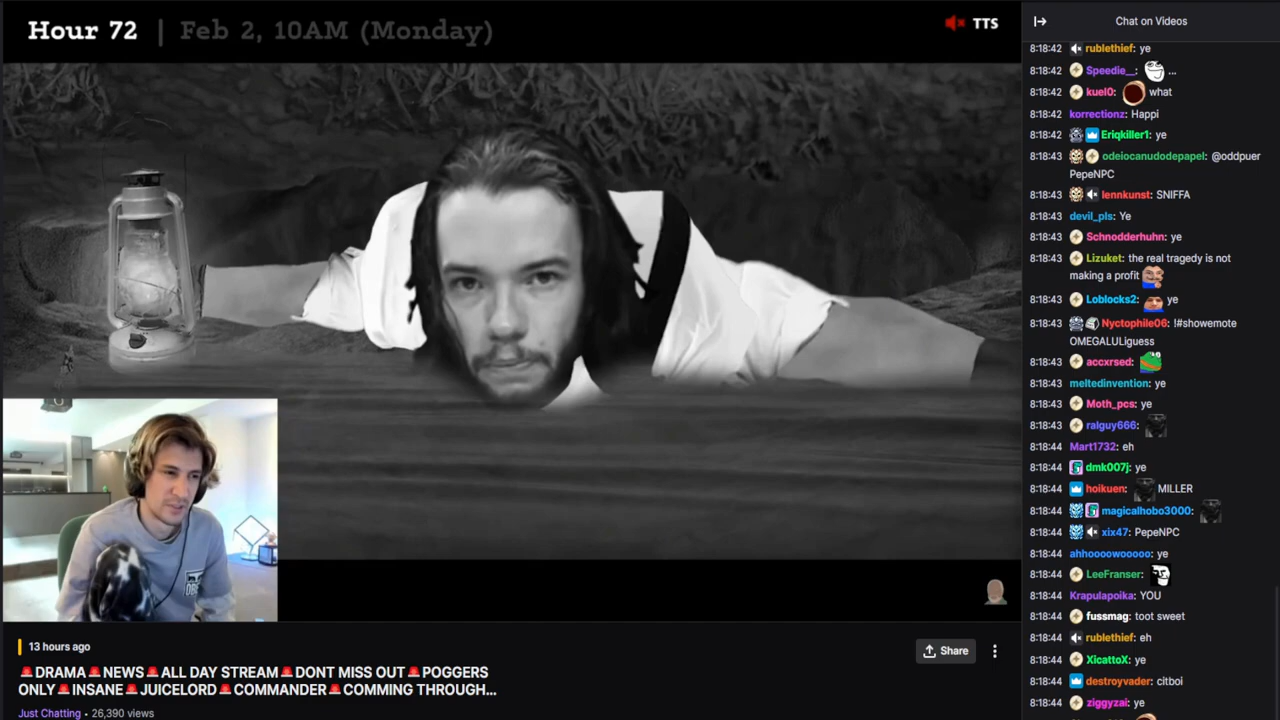 Hour 72 | Feb 2, 10AM (Monday)
TTS
Chat on Videos
8:18:42 rublethief: ye
8:18:42 Speedie__: ...
8:18:42 kuel0: what
8:18:42 korrectionz: Happi
8:18:42 Eriqkiller1: ye
8:18:43 odeiocanudodepapel: @oddpuer
PepeNPC
8:18:43 lennkunst: SNIFFA
8:18:43 devil_pls: Ye
8:18:43 Schnodderhuhn: ye
8:18:43 Lizuket: the real tragedy is not
making a profit
8:18:43 Loblocks2: ye
8:18:43 Nyctophile06: !#showemote
OMEGALULiguess
8:18:43 accxrsed:
8:18:43 meltedinvention: ye
8:18:43 Moth_pcs: ye
8:18:43 ralguy666:
8:18:44 Mart1732: eh
8:18:44 dmk007j: ye
8:18:44 hoikuen: MILLER
8:18:44 magicalhobo3000:
8:18:44 xix47: PepeNPC
8:18:44 ahhoooowooooo: ye
8:18:44 LeeFranser:
8:18:44 Krapulapoika: YOU
8:18:44 fussmag: toot sweet
8:18:44 rublethief: eh
8:18:44 XicattoX: ye
8:18:44 destroyvader: citboi
8:18:44 ziggyzai: ye
13 hours ago
Share
🚨DRAMA🚨NEWS🚨ALL DAY STREAM🚨DONT MISS OUT🚨POGGERS
ONLY🚨INSANE🚨JUICELORD🚨COMMANDER🚨COMMING THROUGH...
Just Chatting • 26,390 views